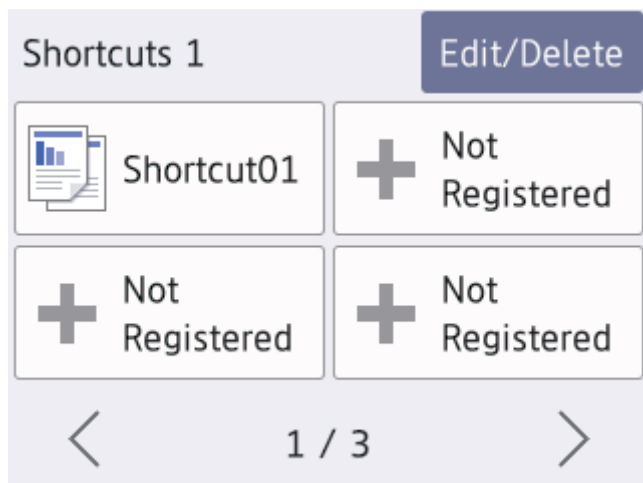 Shortcuts 1
Edit/Delete
Shortcut01
Not
Registered
Not
Registered
Not
Registered
1 / 3